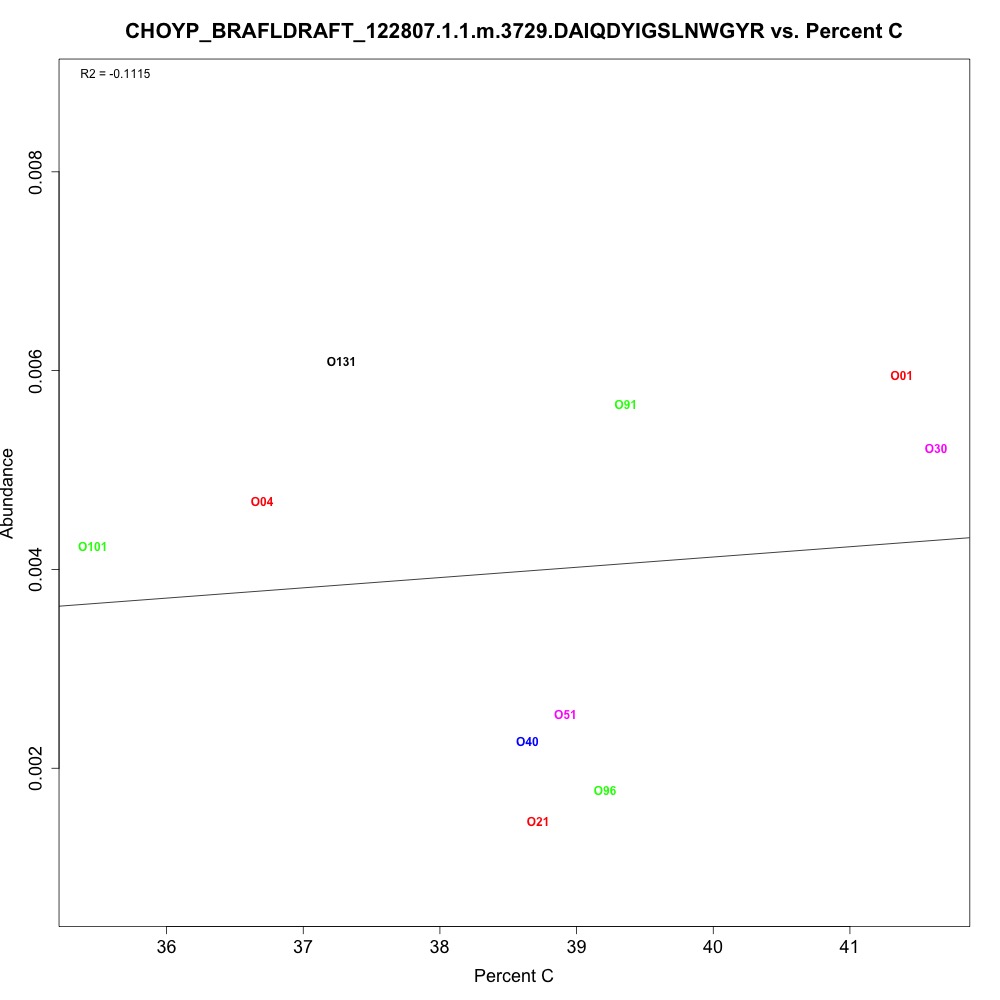 CHOYP_BRAFLDRAFT_122807.1.1.m.3729.DAIQDYIGSLNWGYR vs. Percent C
R2 = -0.1115
0.008
0.006
0.004
0.002
Abundance
O131
O01
O91
O30
O04
O101
O51
O40
O96
O21
36 37 38 39 40 41
Percent C